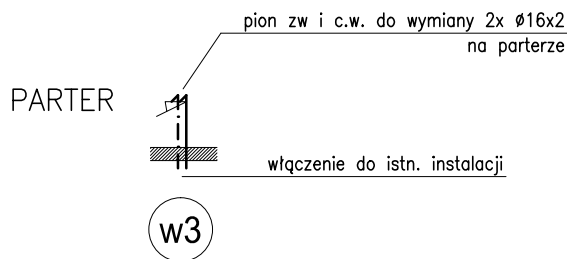 pion zw i c.w. do wymiany 2x ø16x2
na parterze
PARTER
włączenie do istn. instalacji
w3